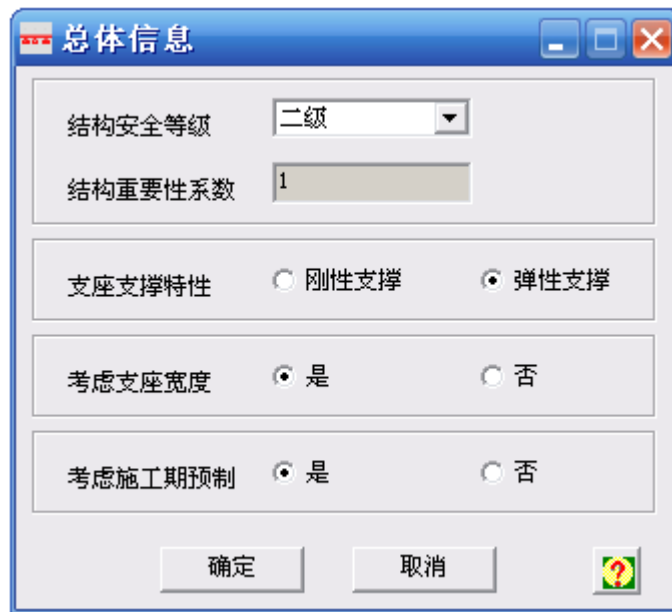 总体信息
结构安全等级 二级
结构重要性系数 1
支座支撑特性 刚性支撑 弹性支撑
考虑支座宽度 是 否
考虑施工期预制 是 否
确定 取消 ?